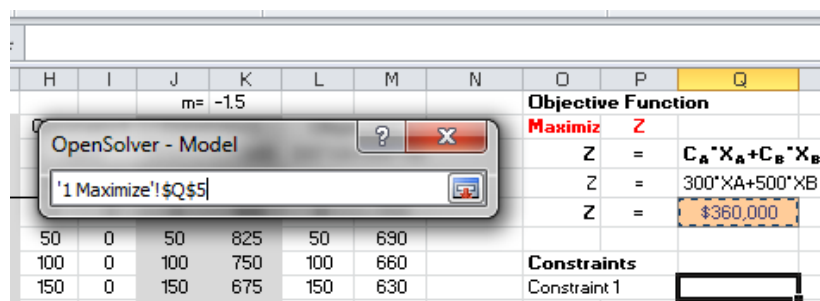 H I J K L M N O P Q
m= -1.5 Objective Function
Maximiz Z
Z = CA*XA+CB*XB
Z = 300*XA+500*XB
Z = $360,000
OpenSolver - Model
'1 Maximize'!$Q$5
50 0 50 825 50 690
100 0 100 750 100 660 Constraints
150 0 150 675 150 630 Constraint 1